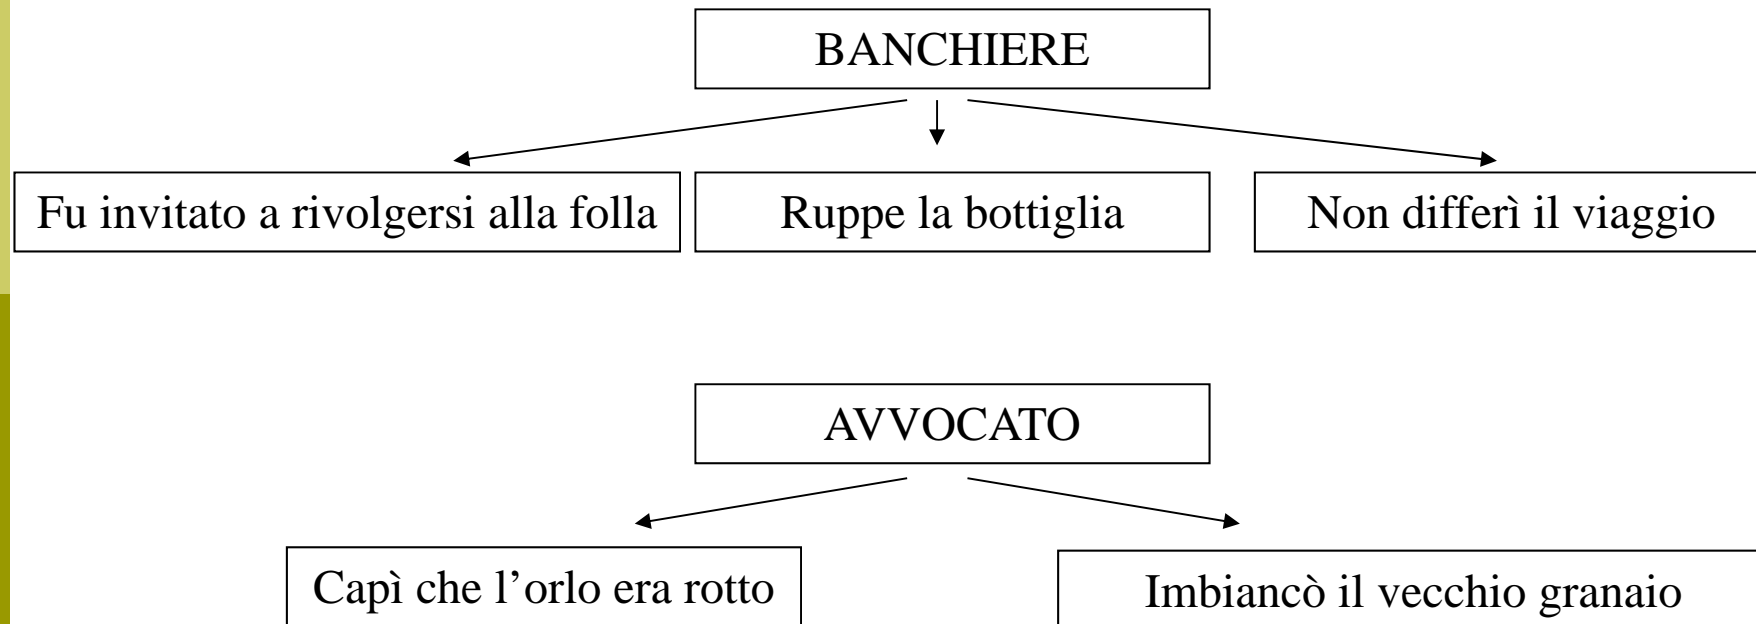 BANCHIERE
Fu invitato a rivolgersi alla folla
Ruppe la bottiglia
Non differì il viaggio
AVVOCATO
Capì che l’orlo era rotto
Imbiancò il vecchio granaio